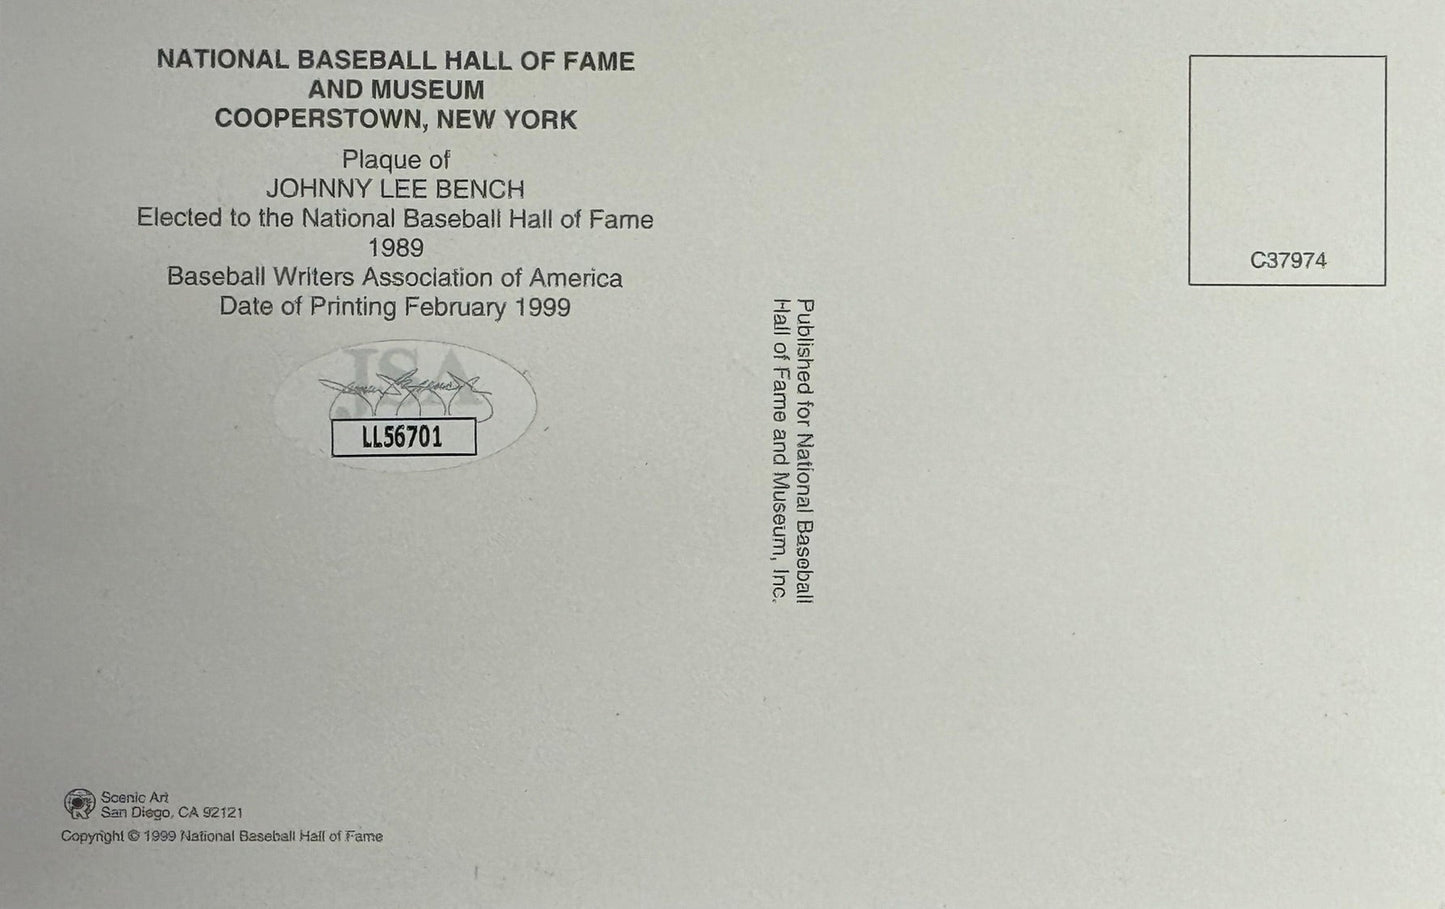 NATIONAL BASEBALL HALL OF FAME
AND MUSEUM
COOPERSTOWN, NEW YORK
Plaque of
JOHNNY LEE BENCH
Elected to the National Baseball Hall of Fame
1989
Baseball Writers Association of America
Date of Printing February 1999
JSA
LL56701
C37974
Published for National Baseball
Hall of Fame and Museum, Inc.
Scenic Art
San Diego, CA 92121
Copyright © 1999 National Baseball Hall of Fame